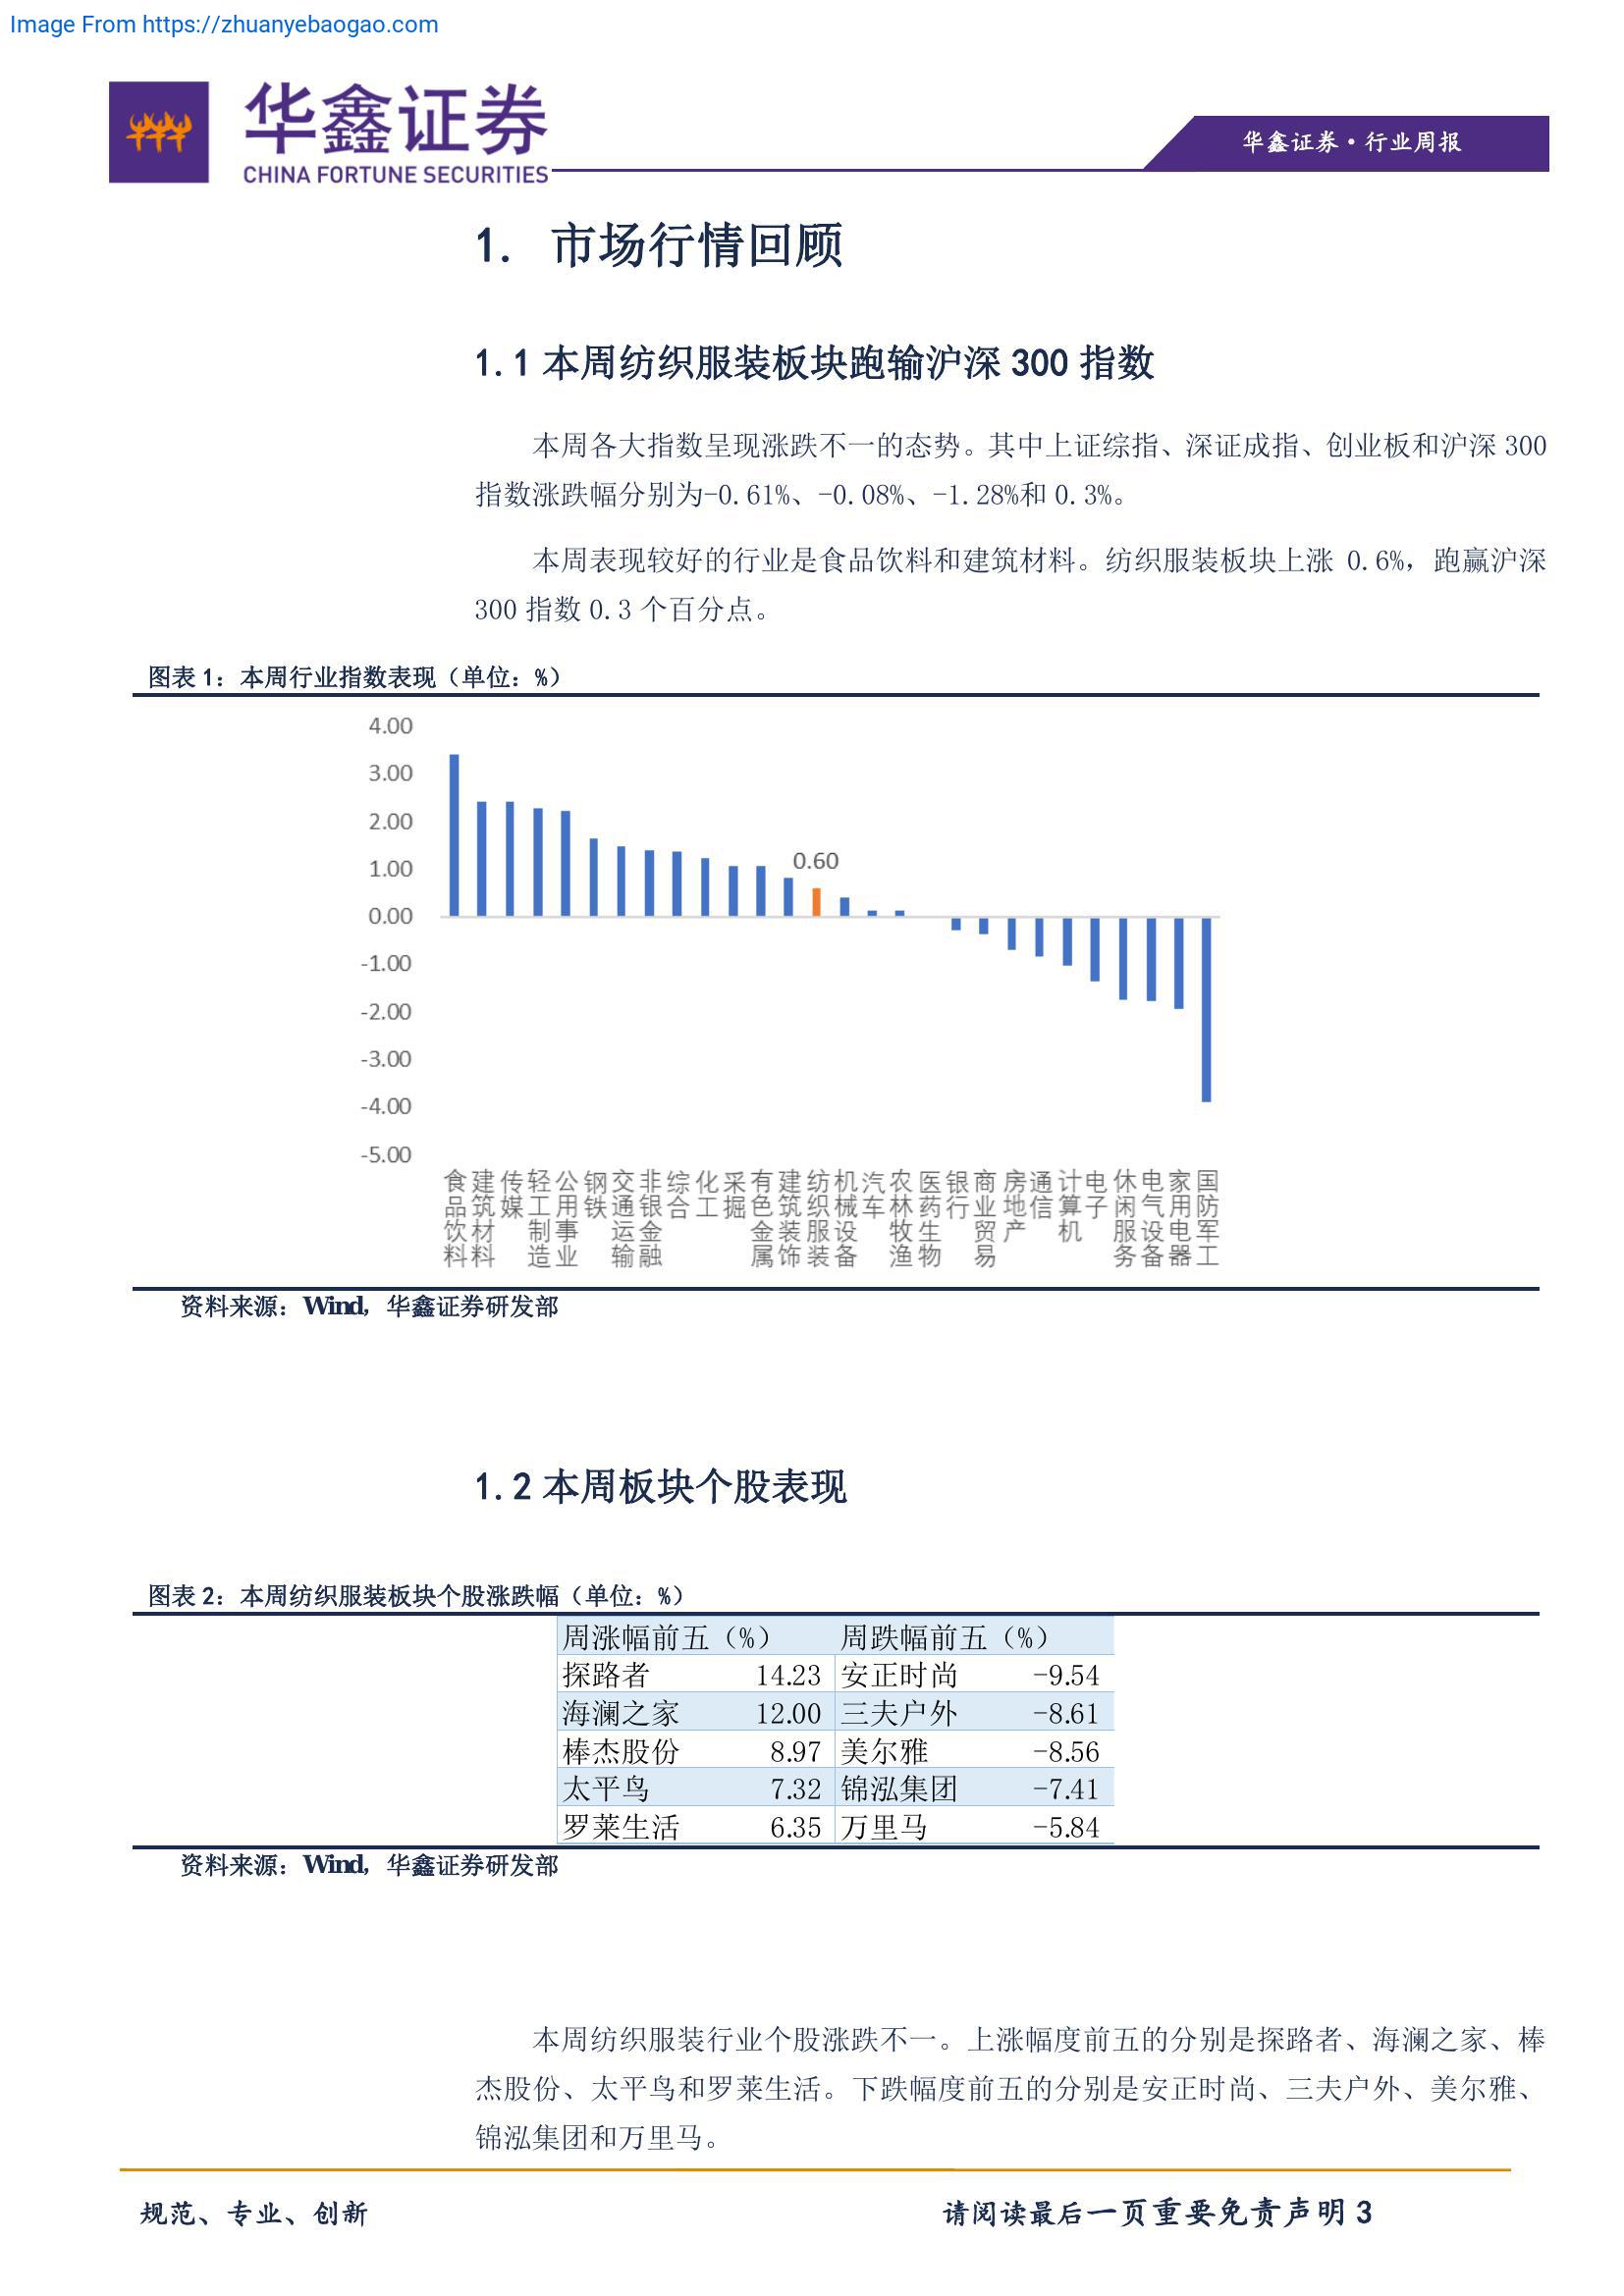 Image From https://zhuanyebaogao.com
华鑫证券
CHINA FORTUNE SECURITIES
华鑫证券·行业周报
1. 市场行情回顾
1.1 本周纺织服装板块跑输沪深 300 指数
本周各大指数呈现涨跌不一的态势。其中上证综指、深证成指、创业板和沪深 300
指数涨跌幅分别为-0.61%、-0.08%、-1.28%和 0.3%。
本周表现较好的行业是食品饮料和建筑材料。纺织服装板块上涨 0.6%，跑赢沪深
300 指数 0.3 个百分点。
图表 1：本周行业指数表现（单位：%）
4.00
3.00
2.00
1.00
0.00
-1.00
-2.00
-3.00
-4.00
-5.00
0.60
食品饮料
建筑材料
传媒
轻工制造
公用事业
钢铁
交通运输
非银金融
综合
化工
采掘
有色金属
建筑装饰
纺织服装
机械设备
汽车
农林牧渔
医药生物
银行
商业贸易
房地产
通信
计算机
电子
休闲服务
电气设备
家用电器
国防军工
资料来源：Wind，华鑫证券研发部
1.2 本周板块个股表现
图表 2：本周纺织服装板块个股涨跌幅（单位：%）
周涨幅前五（%） 周跌幅前五（%）
探路者 14.23 安正时尚 -9.54
海澜之家 12.00 三夫户外 -8.61
棒杰股份 8.97 美尔雅 -8.56
太平鸟 7.32 锦泓集团 -7.41
罗莱生活 6.35 万里马 -5.84
资料来源：Wind，华鑫证券研发部
本周纺织服装行业个股涨跌不一。上涨幅度前五的分别是探路者、海澜之家、棒
杰股份、太平鸟和罗莱生活。下跌幅度前五的分别是安正时尚、三夫户外、美尔雅、
锦泓集团和万里马。
规范、专业、创新
请阅读最后一页重要免责声明 3